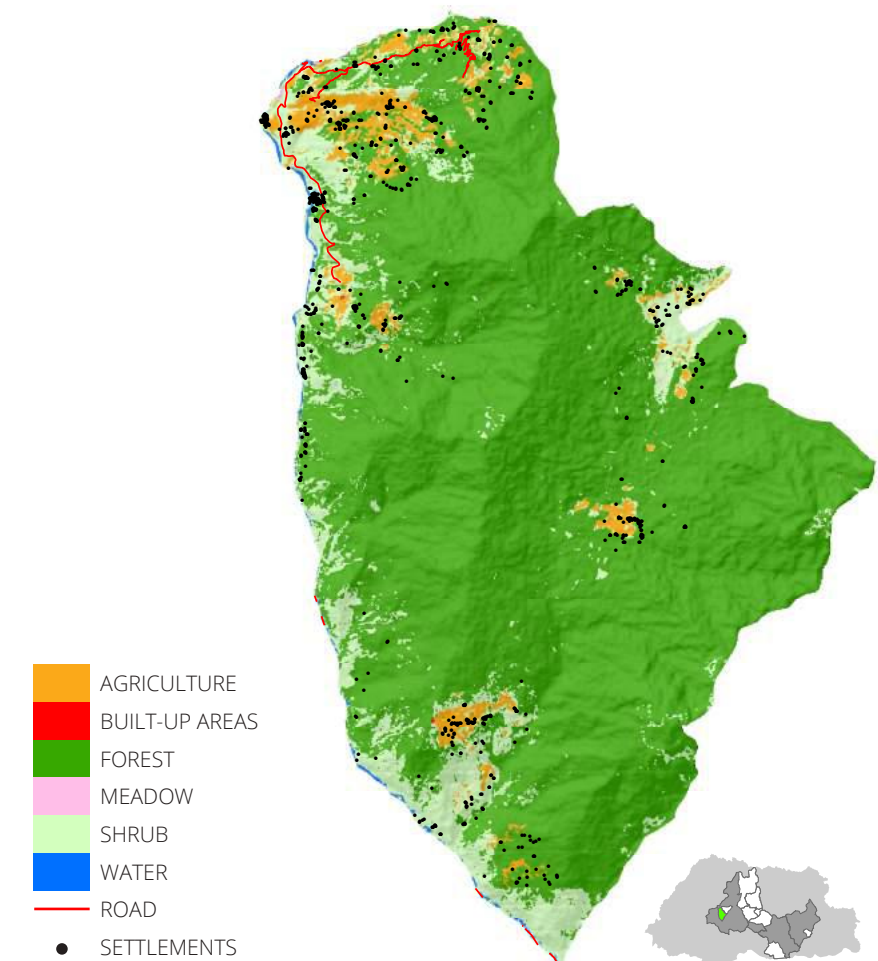 AGRICULTURE
BUILT-UP AREAS
FOREST
MEADOW
SHRUB
WATER
ROAD
SETTLEMENTS